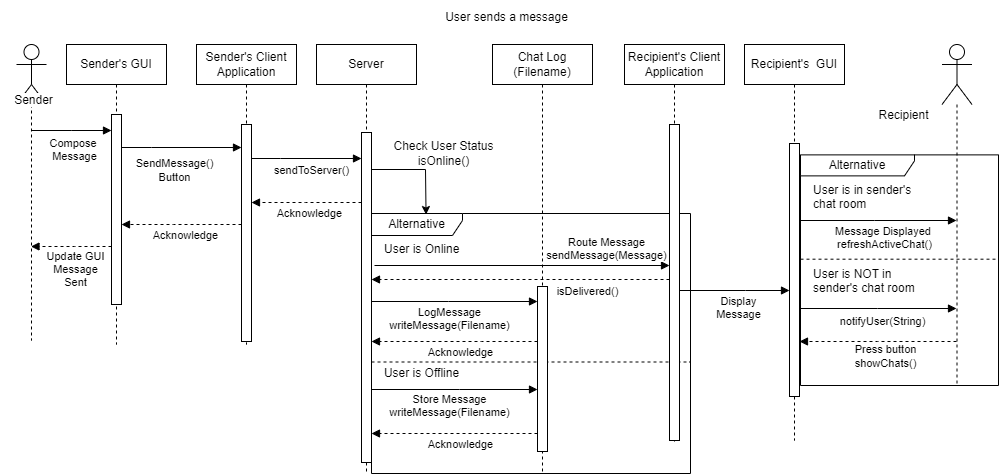 User sends a message
Sender
Sender's GUI
Sender's Client
Application
Server
Chat Log
(Filename)
Recipient's Client
Application
Recipient's  GUI
Recipient
Compose
Message
SendMessage()
Button
sendToServer()
Check User Status
isOnline()
Acknowledge
Acknowledge
Update GUI
Message
Sent
Alternative
User is Online
Route Message
sendMessage(Message)
isDelivered()
LogMessage
writeMessage(Filename)
Acknowledge
User is Offline
Store Message
writeMessage(Filename)
Acknowledge
Display
Message
Alternative
User is in sender's
chat room
Message Displayed
refreshActiveChat()
User is NOT in
sender's chat room
notifyUser(String)
Press button
showChats()